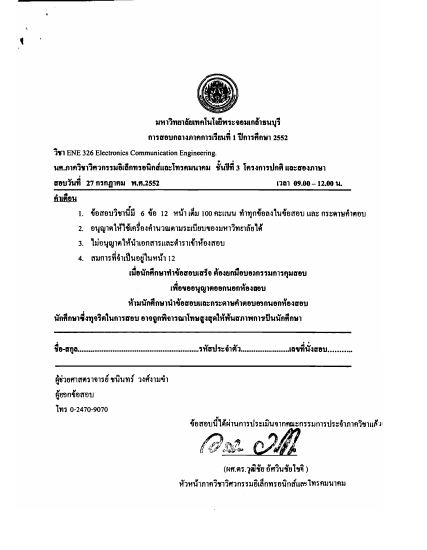 มหาวิทยาลัยเทคโนโลยีพระจอมเกล้าธนบุรี
การสอบกลางภาคการเรียนที่ 1 ปีการศึกษา 2552
วิชา ENE 326 Electronics Communication Engineering.
นศ.ภาควิชาวิศวกรรมอิเล็กทรอนิกส์และโทรคมนาคม ชั้นปีที่ 3 โครงการปกติ และสองภาษา
สอบวันที่ 27 กรกฎาคม พ.ศ.2552 เวลา 09.00 – 12.00 น.
คำเตือน
1. ข้อสอบวิชานี้มี 6 ข้อ 12 หน้า เต็ม 100 คะแนน ทำทุกข้อลงในข้อสอบ และ กระดาษคำตอบ
2. อนุญาตให้ใช้เครื่องคำนวณตามระเบียบของมหาวิทยาลัยได้
3. ไม่อนุญาตให้นำเอกสารและตำราเข้าห้องสอบ
4. สมการที่จำเป็นอยู่ในหน้า 12
เมื่อนักศึกษาทำข้อสอบเสร็จ ต้องยกมือบอกกรรมการคุมสอบ
เพื่อขออนุญาตออกนอกห้องสอบ
ห้ามนักศึกษานำข้อสอบและกระดาษคำตอบออกนอกห้องสอบ
นักศึกษาซึ่งทุจริตในการสอบ อาจถูกพิจารณาโทษสูงสุดให้พ้นสภาพการเป็นนักศึกษา
ชื่อ-สกุล..........................................รหัสประจำตัว.........................เลขที่นั่งสอบ...........
ผู้ช่วยศาสตราจารย์ ชนินทร์ วงศ์งามขำ
ผู้ออกข้อสอบ
โทร 0-2470-9070
ข้อสอบนี้ได้ผ่านการประเมินจากคณะกรรมการประจำภาควิชาแล้ว
(ผศ.ดร.วุฒิชัย อัศวินชัยโชติ )
หัวหน้าภาควิชาวิศวกรรมอิเล็กทรอนิกส์และโทรคมนาคม